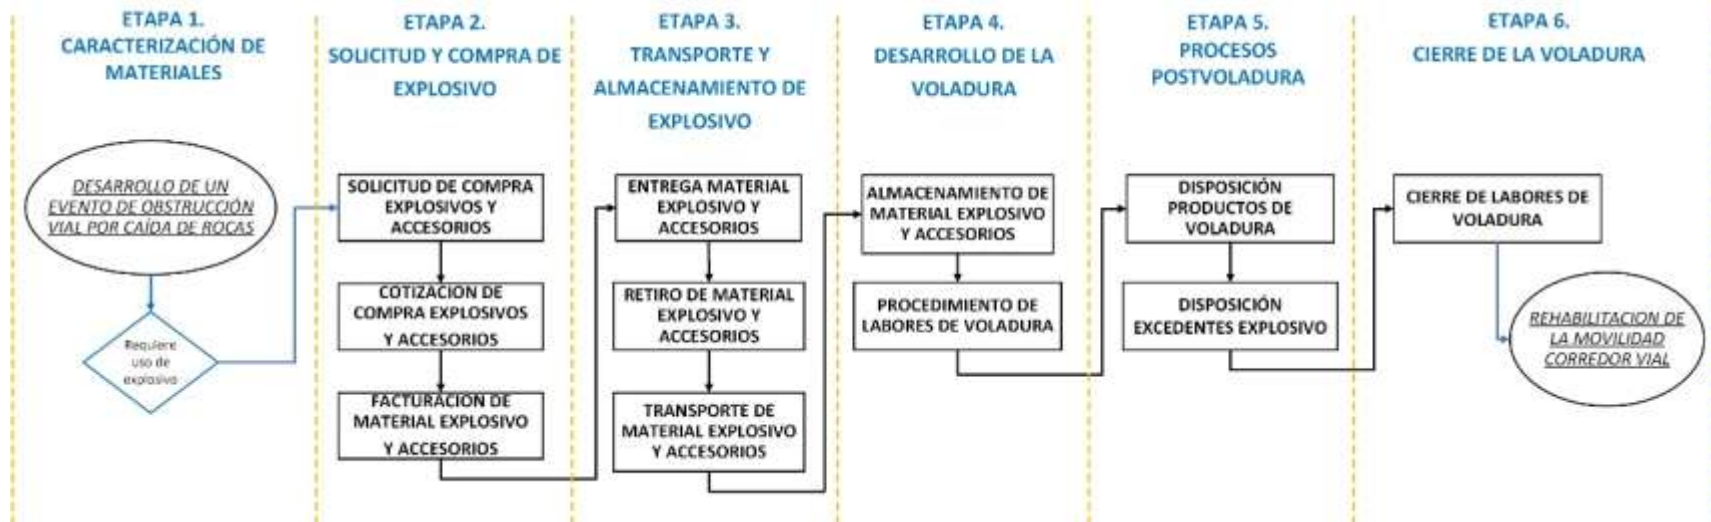 ETAPA 1.
CARACTERIZACIÓN DE
MATERIALES
DESARROLLO DE UN
EVENTO DE OBSTRUCCIÓN
VIAL POR CAÍDA DE ROCAS
Requiere
uso de
explosivo
ETAPA 2.
SOLICITUD Y COMPRA DE
EXPLOSIVO
SOLICITUD DE COMPRA
EXPLOSIVOS Y
ACCESORIOS
COTIZACION DE
COMPRA EXPLOSIVOS
Y ACCESORIOS
FACTURACION DE
MATERIAL EXPLOSIVO
Y ACCESORIOS
ETAPA 3.
TRANSPORTE Y
ALMACENAMIENTO DE
EXPLOSIVO
ENTREGA MATERIAL
EXPLOSIVO Y
ACCESORIOS
RETIRO DE MATERIAL
EXPLOSIVO Y
ACCESORIOS
TRANSPORTE DE
MATERIAL EXPLOSIVO
Y ACCESORIOS
ETAPA 4.
DESARROLLO DE LA
VOLADURA
ALMACENAMIENTO DE
MATERIAL EXPLOSIVO
Y ACCESORIOS
PROCEDIMIENTO DE
LABORES DE VOLADURA
ETAPA 5.
PROCESOS
POSTVOLADURA
DISPOSICIÓN
PRODUCTOS DE
VOLADURA
DISPOSICIÓN
EXCEDENTES EXPLOSIVO
ETAPA 6.
CIERRE DE LA VOLADURA
CIERRE DE LABORES DE
VOLADURA
REHABILITACION DE
LA MOVILIDAD
CORREDOR VIAL